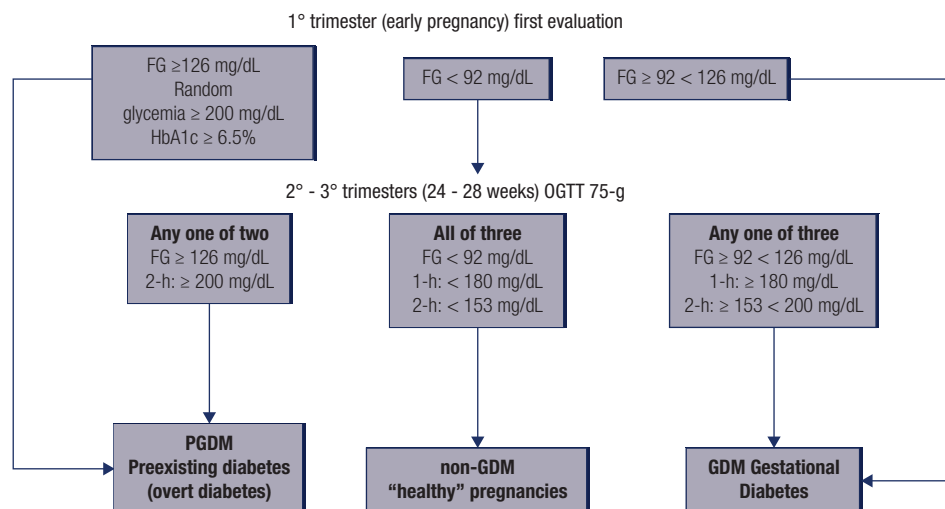 1° trimester (early pregnancy) first evaluation
FG ≥126 mg/dL
Random
glycemia ≥ 200 mg/dL
HbA1c ≥ 6.5%
FG < 92 mg/dL
FG ≥ 92 < 126 mg/dL
2° - 3° trimesters (24 - 28 weeks) OGTT 75-g
Any one of two
FG ≥ 126 mg/dL
2-h: ≥ 200 mg/dL
All of three
FG < 92 mg/dL
1-h: < 180 mg/dL
2-h: < 153 mg/dL
Any one of three
FG ≥ 92 < 126 mg/dL
1-h: ≥ 180 mg/dL
2-h: ≥ 153 < 200 mg/dL
PGDM
Preexisting diabetes
(overt diabetes)
non-GDM
“healthy” pregnancies
GDM Gestational
Diabetes